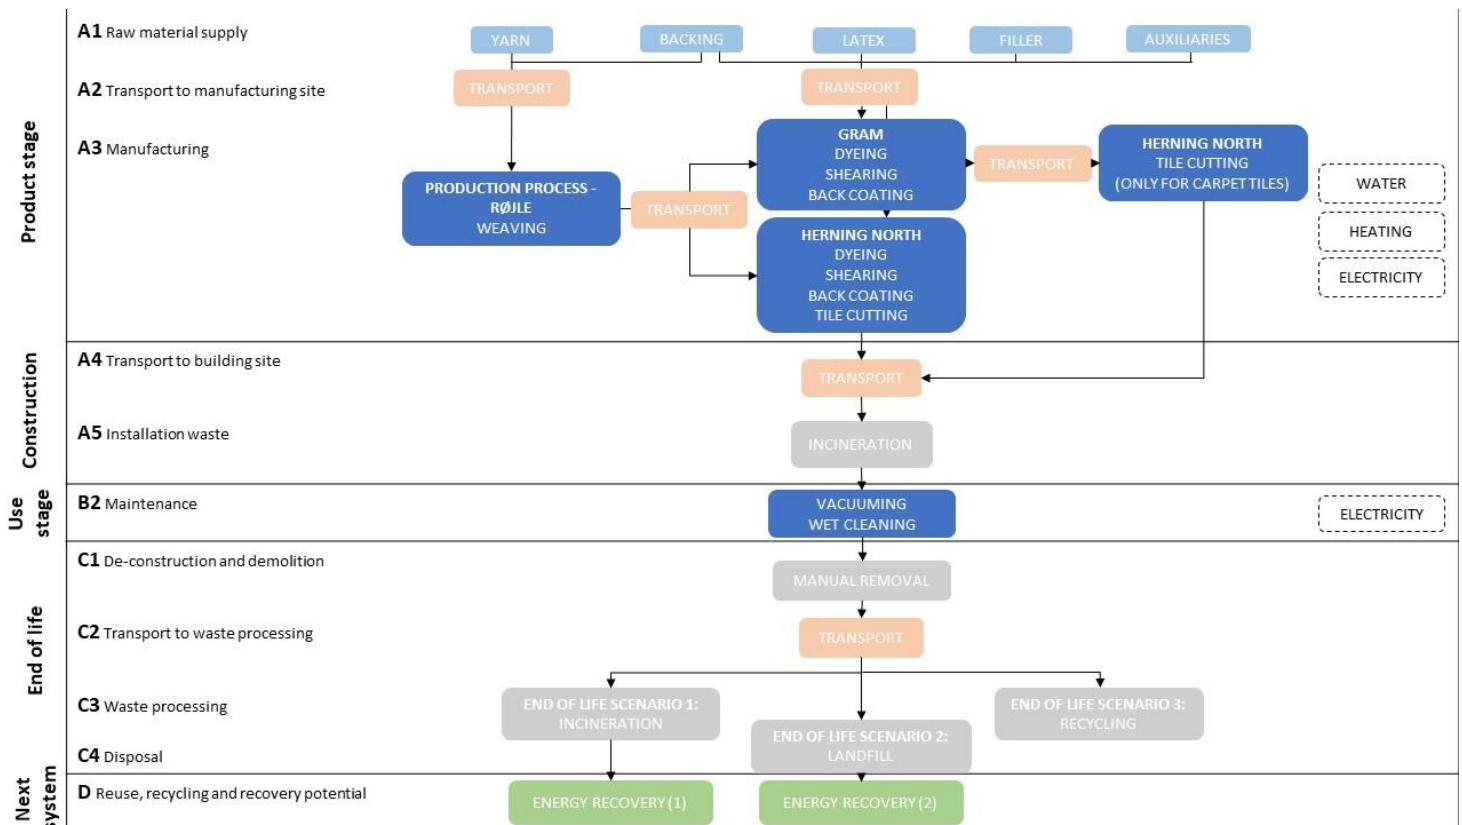 Product stage
A1 Raw material supply
YARN
BACKING
LATEX
FILLER
AUXILIARIES
A2 Transport to manufacturing site
TRANSPORT
TRANSPORT
A3 Manufacturing
PRODUCTION PROCESS -
RØJLE
WEAVING
TRANSPORT
GRAM
DYEING
SHEARING
BACK COATING
TRANSPORT
HERNING NORTH
TILE CUTTING
(ONLY FOR CARPET TILES)
HERNING NORTH
DYEING
SHEARING
BACK COATING
TILE CUTTING
WATER
HEATING
ELECTRICITY
Construction
A4 Transport to building site
TRANSPORT
A5 Installation waste
INCINERATION
Use
stage
B2 Maintenance
VACUUMING
WET CLEANING
ELECTRICITY
End of life
C1 De-construction and demolition
MANUAL REMOVAL
C2 Transport to waste processing
TRANSPORT
C3 Waste processing
END OF LIFE SCENARIO 1:
INCINERATION
END OF LIFE SCENARIO 3:
RECYCLING
C4 Disposal
END OF LIFE SCENARIO 2:
LANDFILL
Next
system
D Reuse, recycling and recovery potential
ENERGY RECOVERY (1)
ENERGY RECOVERY (2)